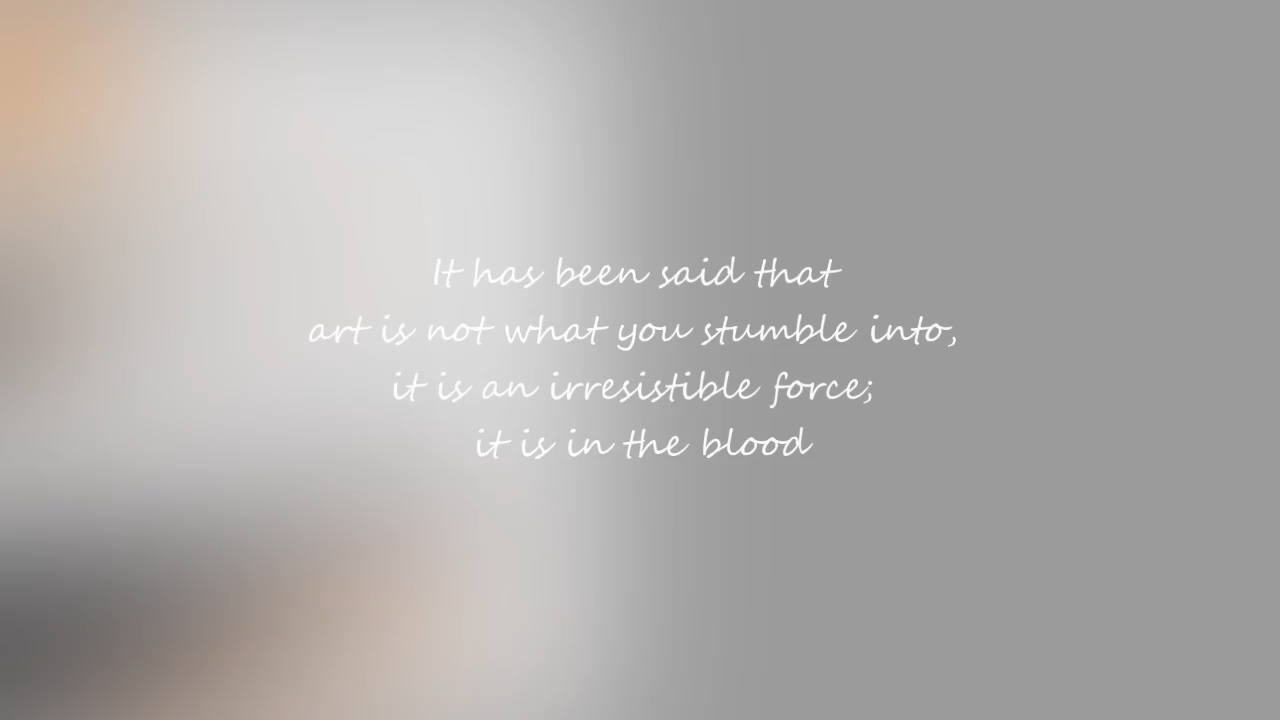 It has been said that
art is not what you stumble into,
it is an irresistible force;
it is in the blood